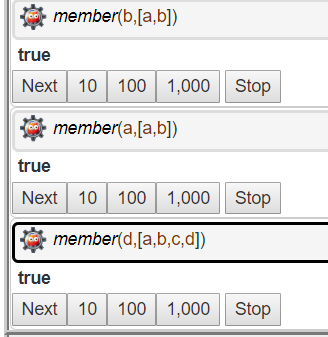 member(b,[a,b])
true
Next 10 100 1,000 Stop
member(a,[a,b])
true
Next 10 100 1,000 Stop
member(d,[a,b,c,d])
true
Next 10 100 1,000 Stop